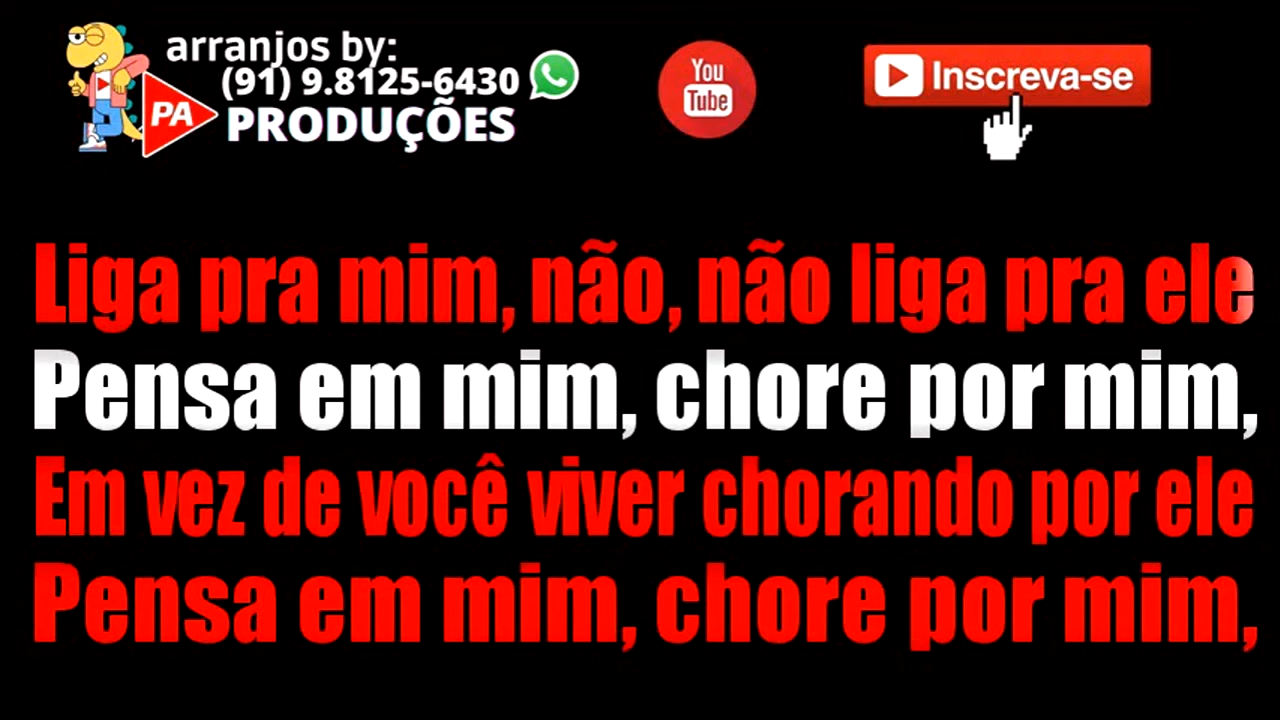 arranjos by:
(91) 9.8125-6430
PA
PRODUÇÕES
You
Tube
Inscreva-se
Liga pra mim, não, não liga pra ele
Pensa em mim, chore por mim,
Em vez de você viver chorando por ele
Pensa em mim, chore por mim,